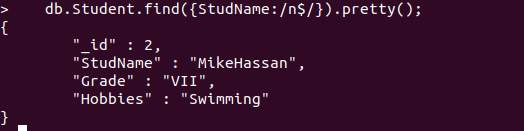 > db.Student.find({StudName:/n$/}).pretty();
{
"_id" : 2,
"StudName" : "MikeHassan",
"Grade" : "VII",
"Hobbies" : "Swimming"
}